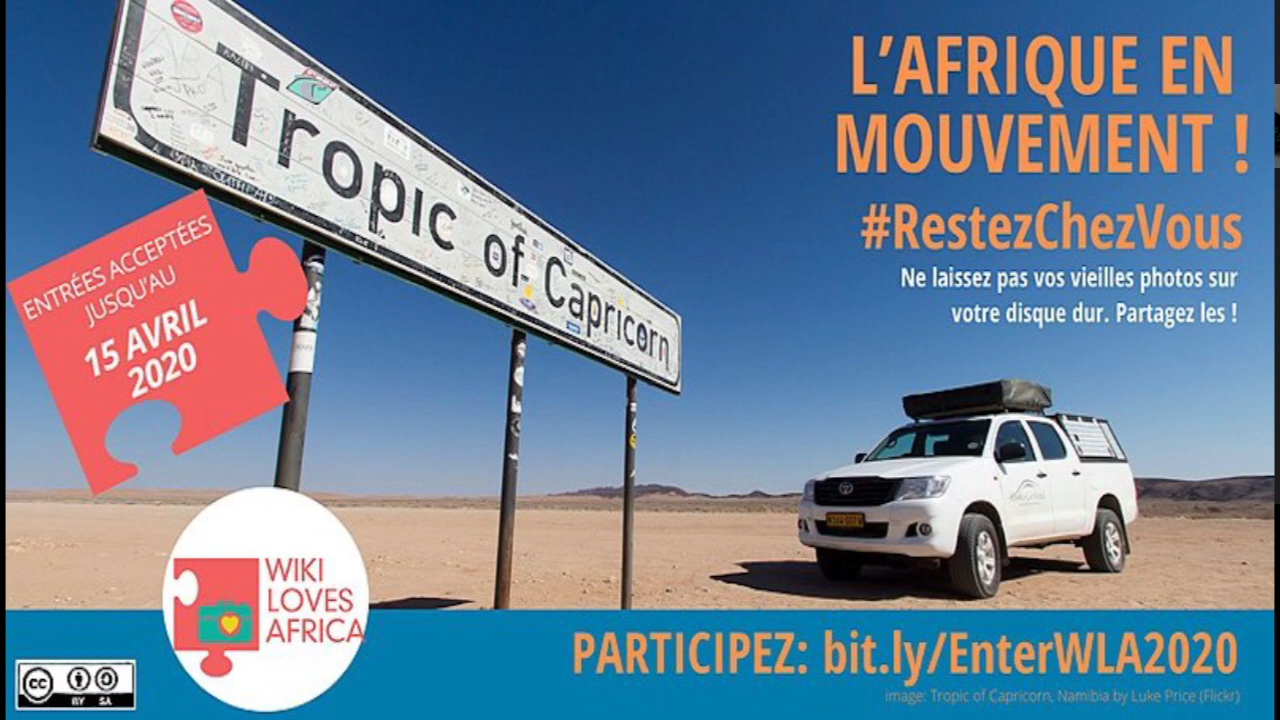 Tropic of Capricorn
L'AFRIQUE EN
MOUVEMENT !
#RestezChezVous
Ne laissez pas vos vieilles photos sur
votre disque dur. Partagez les !
ENTRÉES ACCEPTÉES
JUSQU'AU
15 AVRIL
2020
WIKI
LOVES
AFRICA
PARTICIPEZ: bit.ly/EnterWLA2020
image: Tropic of Capricorn, Namibia by Luke Price (Flickr)
cc
BY SA